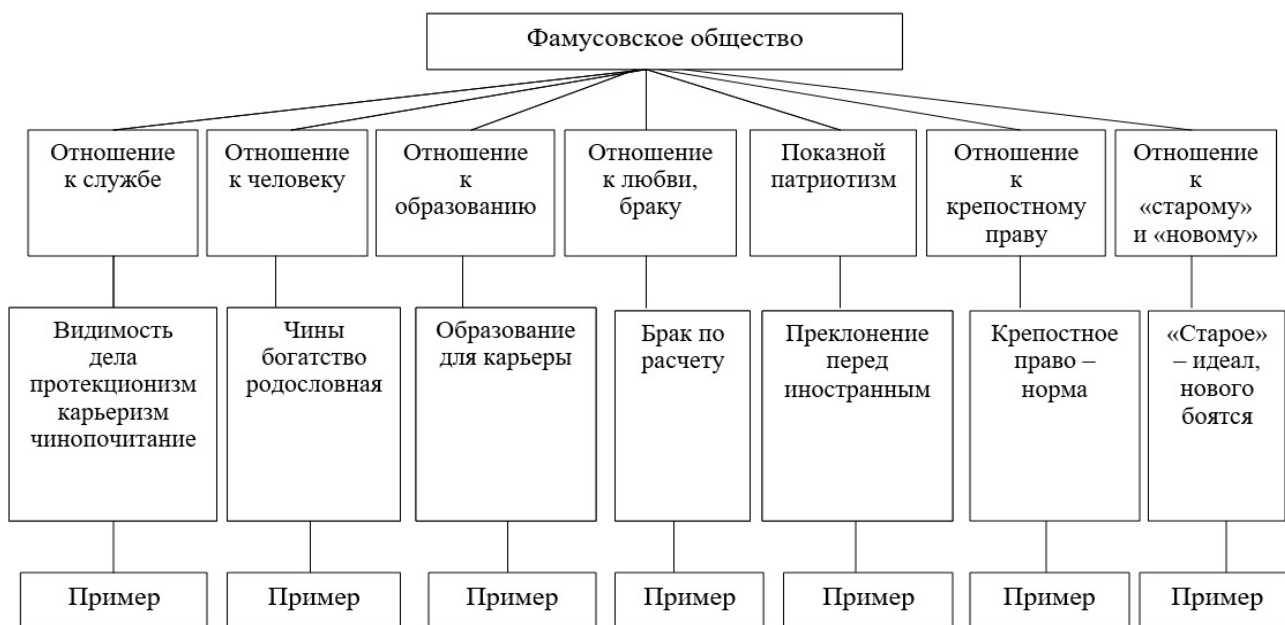 Фамусовское общество
Отношение
к службе
Отношение
к человеку
Отношение
к
образованию
Отношение
к любви,
браку
Показной
патриотизм
Отношение
к
крепостному
праву
Отношение
к
«старому»
и «новому»
Видимость
дела
протекционизм
карьеризм
чинопочитание
Чины
богатство
родословная
Образование
для карьеры
Брак по
расчету
Преклонение
перед
иностранным
Крепостное
право –
норма
«Старое»
– идеал,
нового
боятся
Пример
Пример
Пример
Пример
Пример
Пример
Пример